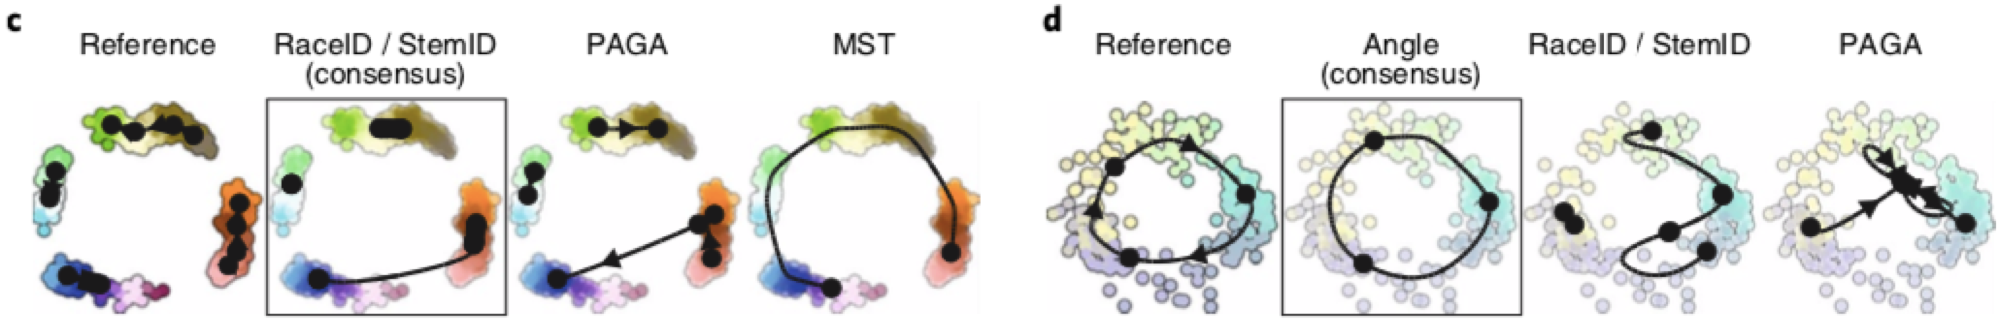 c
Reference
RaceID / StemID
(consensus)
PAGA
MST
d
Reference
Angle
(consensus)
RaceID / StemID
PAGA